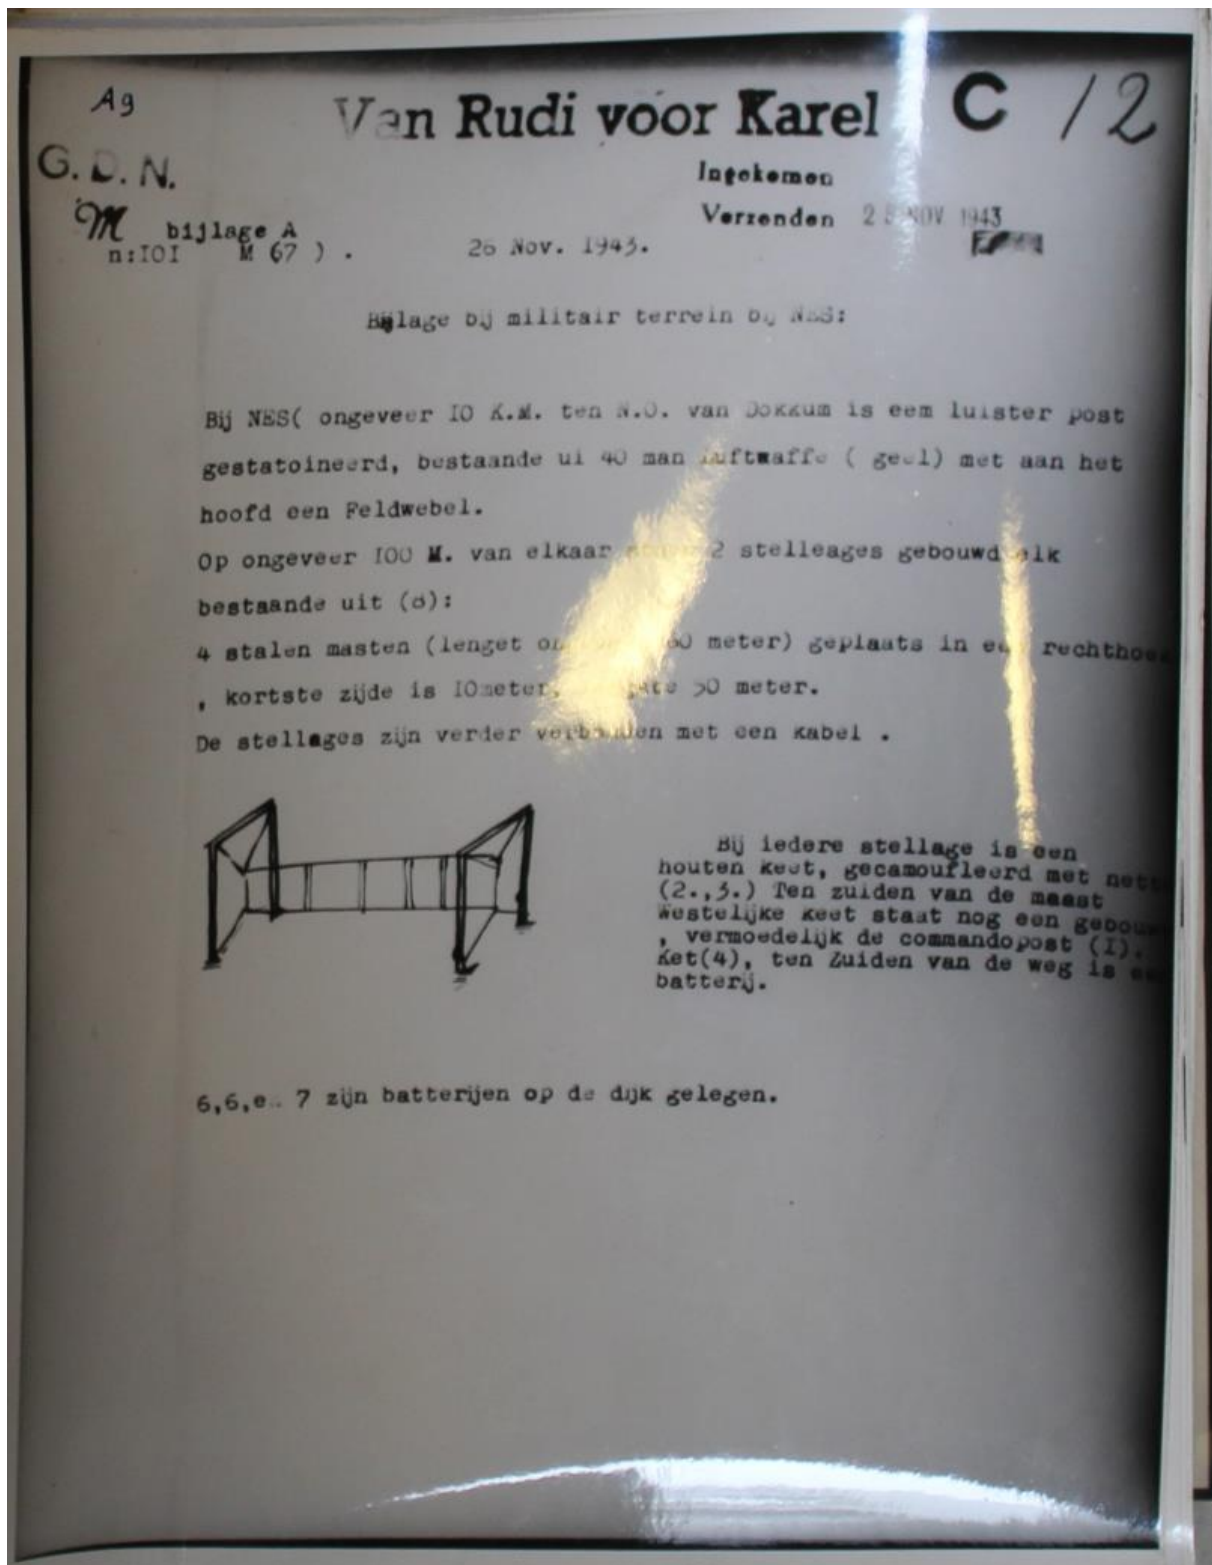 Ag
Van Rudi voor Karel C 12
G. D. N.
Ingekomen
M bijlage A
Verzenden 2 NOV 1943
n:IOI M 67 ) . 26 Nov. 1943.
Bijlage bij militair terrein bij NES:
Bij NES( ongeveer IO K.M. ten N.O. van Dokkum is eem luister post
gestatoineerd, bestaande ui 40 man Luftwaffe ( geel) met aan het
hoofd een Feldwebel.
Op ongeveer IOO M. van elkaar 2 stelleages gebouwd elk
bestaande uit (8):
4 stalen masten (lenget meter) geplaats in een rechthoek
, kortste zijde is IOmeter, 50 meter.
De stellages zijn verder verbonden met een kabel .
Bij iedere stellage is een
houten keet, gecamoufleerd met
(2.,3.) Ten zuiden van de maast
Westelijke keet staat nog een
, vermoedelijk de commandopost (I).
Ket(4), ten Zuiden van de weg is
batterij.
6,6,en 7 zijn batterijen op de dijk gelegen.